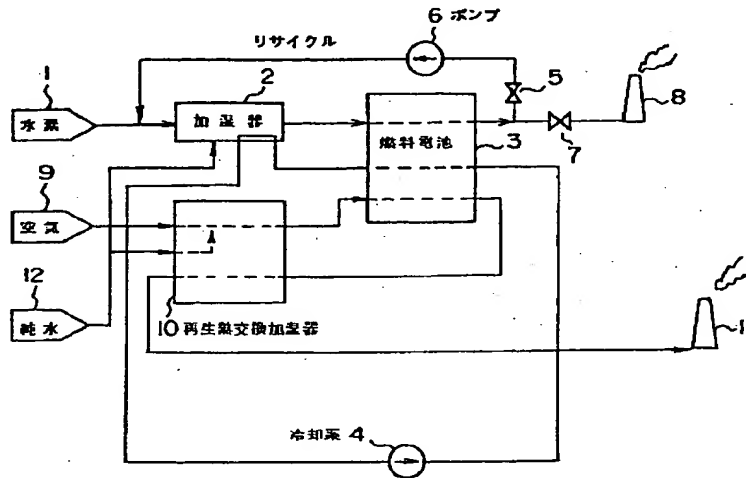 6 ポンプ
リサイクル
1
2
5
8
水素
加湿器
燃料電池
3
7
9
空気
12
純水
10 再生熱交換加湿器
冷却系 4